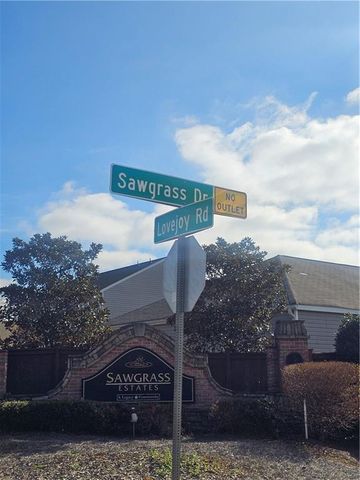 Sawgrass Dr
NO
OUTLET
Lovejoy Rd
SAWGRASS
ESTATES